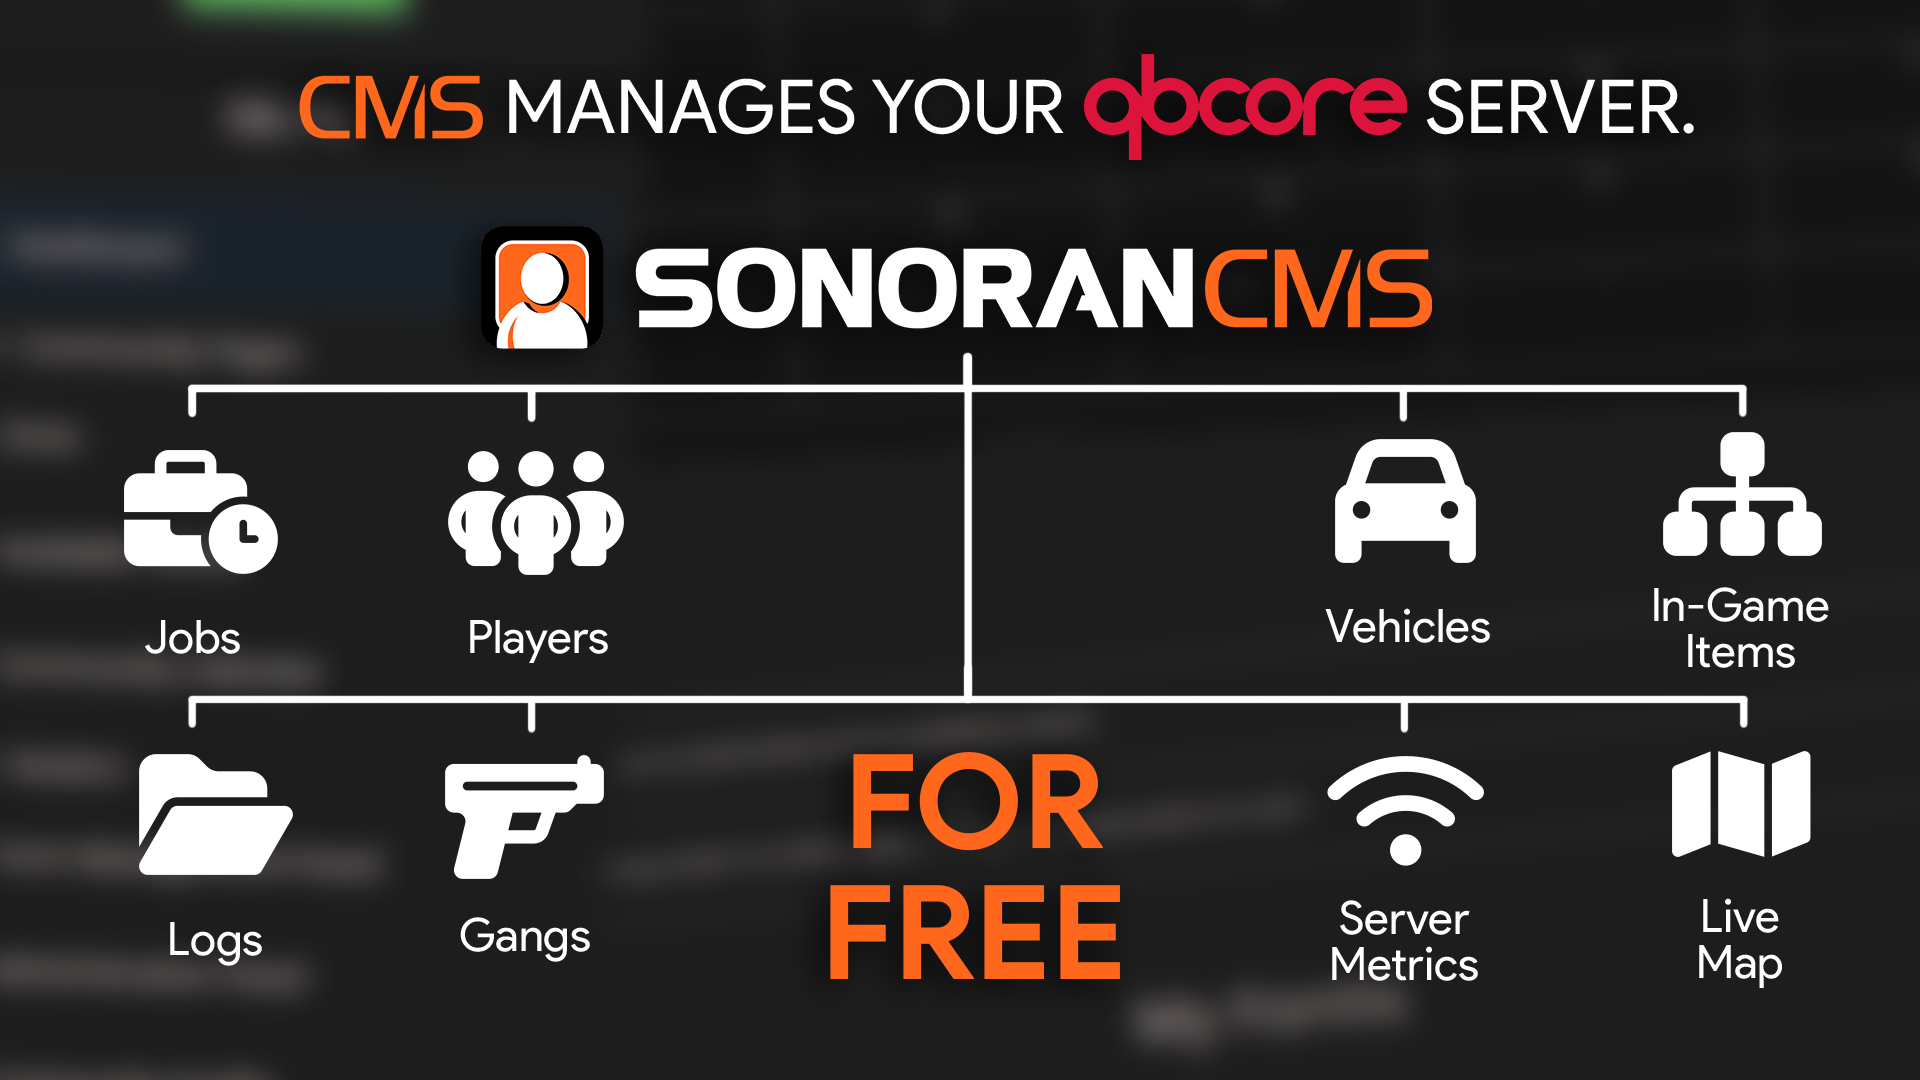 CMS MANAGES YOUR qbcore SERVER.
SONORANCMS
Jobs
Players
Vehicles
In-Game
Items
Logs
Gangs
FOR
FREE
Server
Metrics
Live
Map